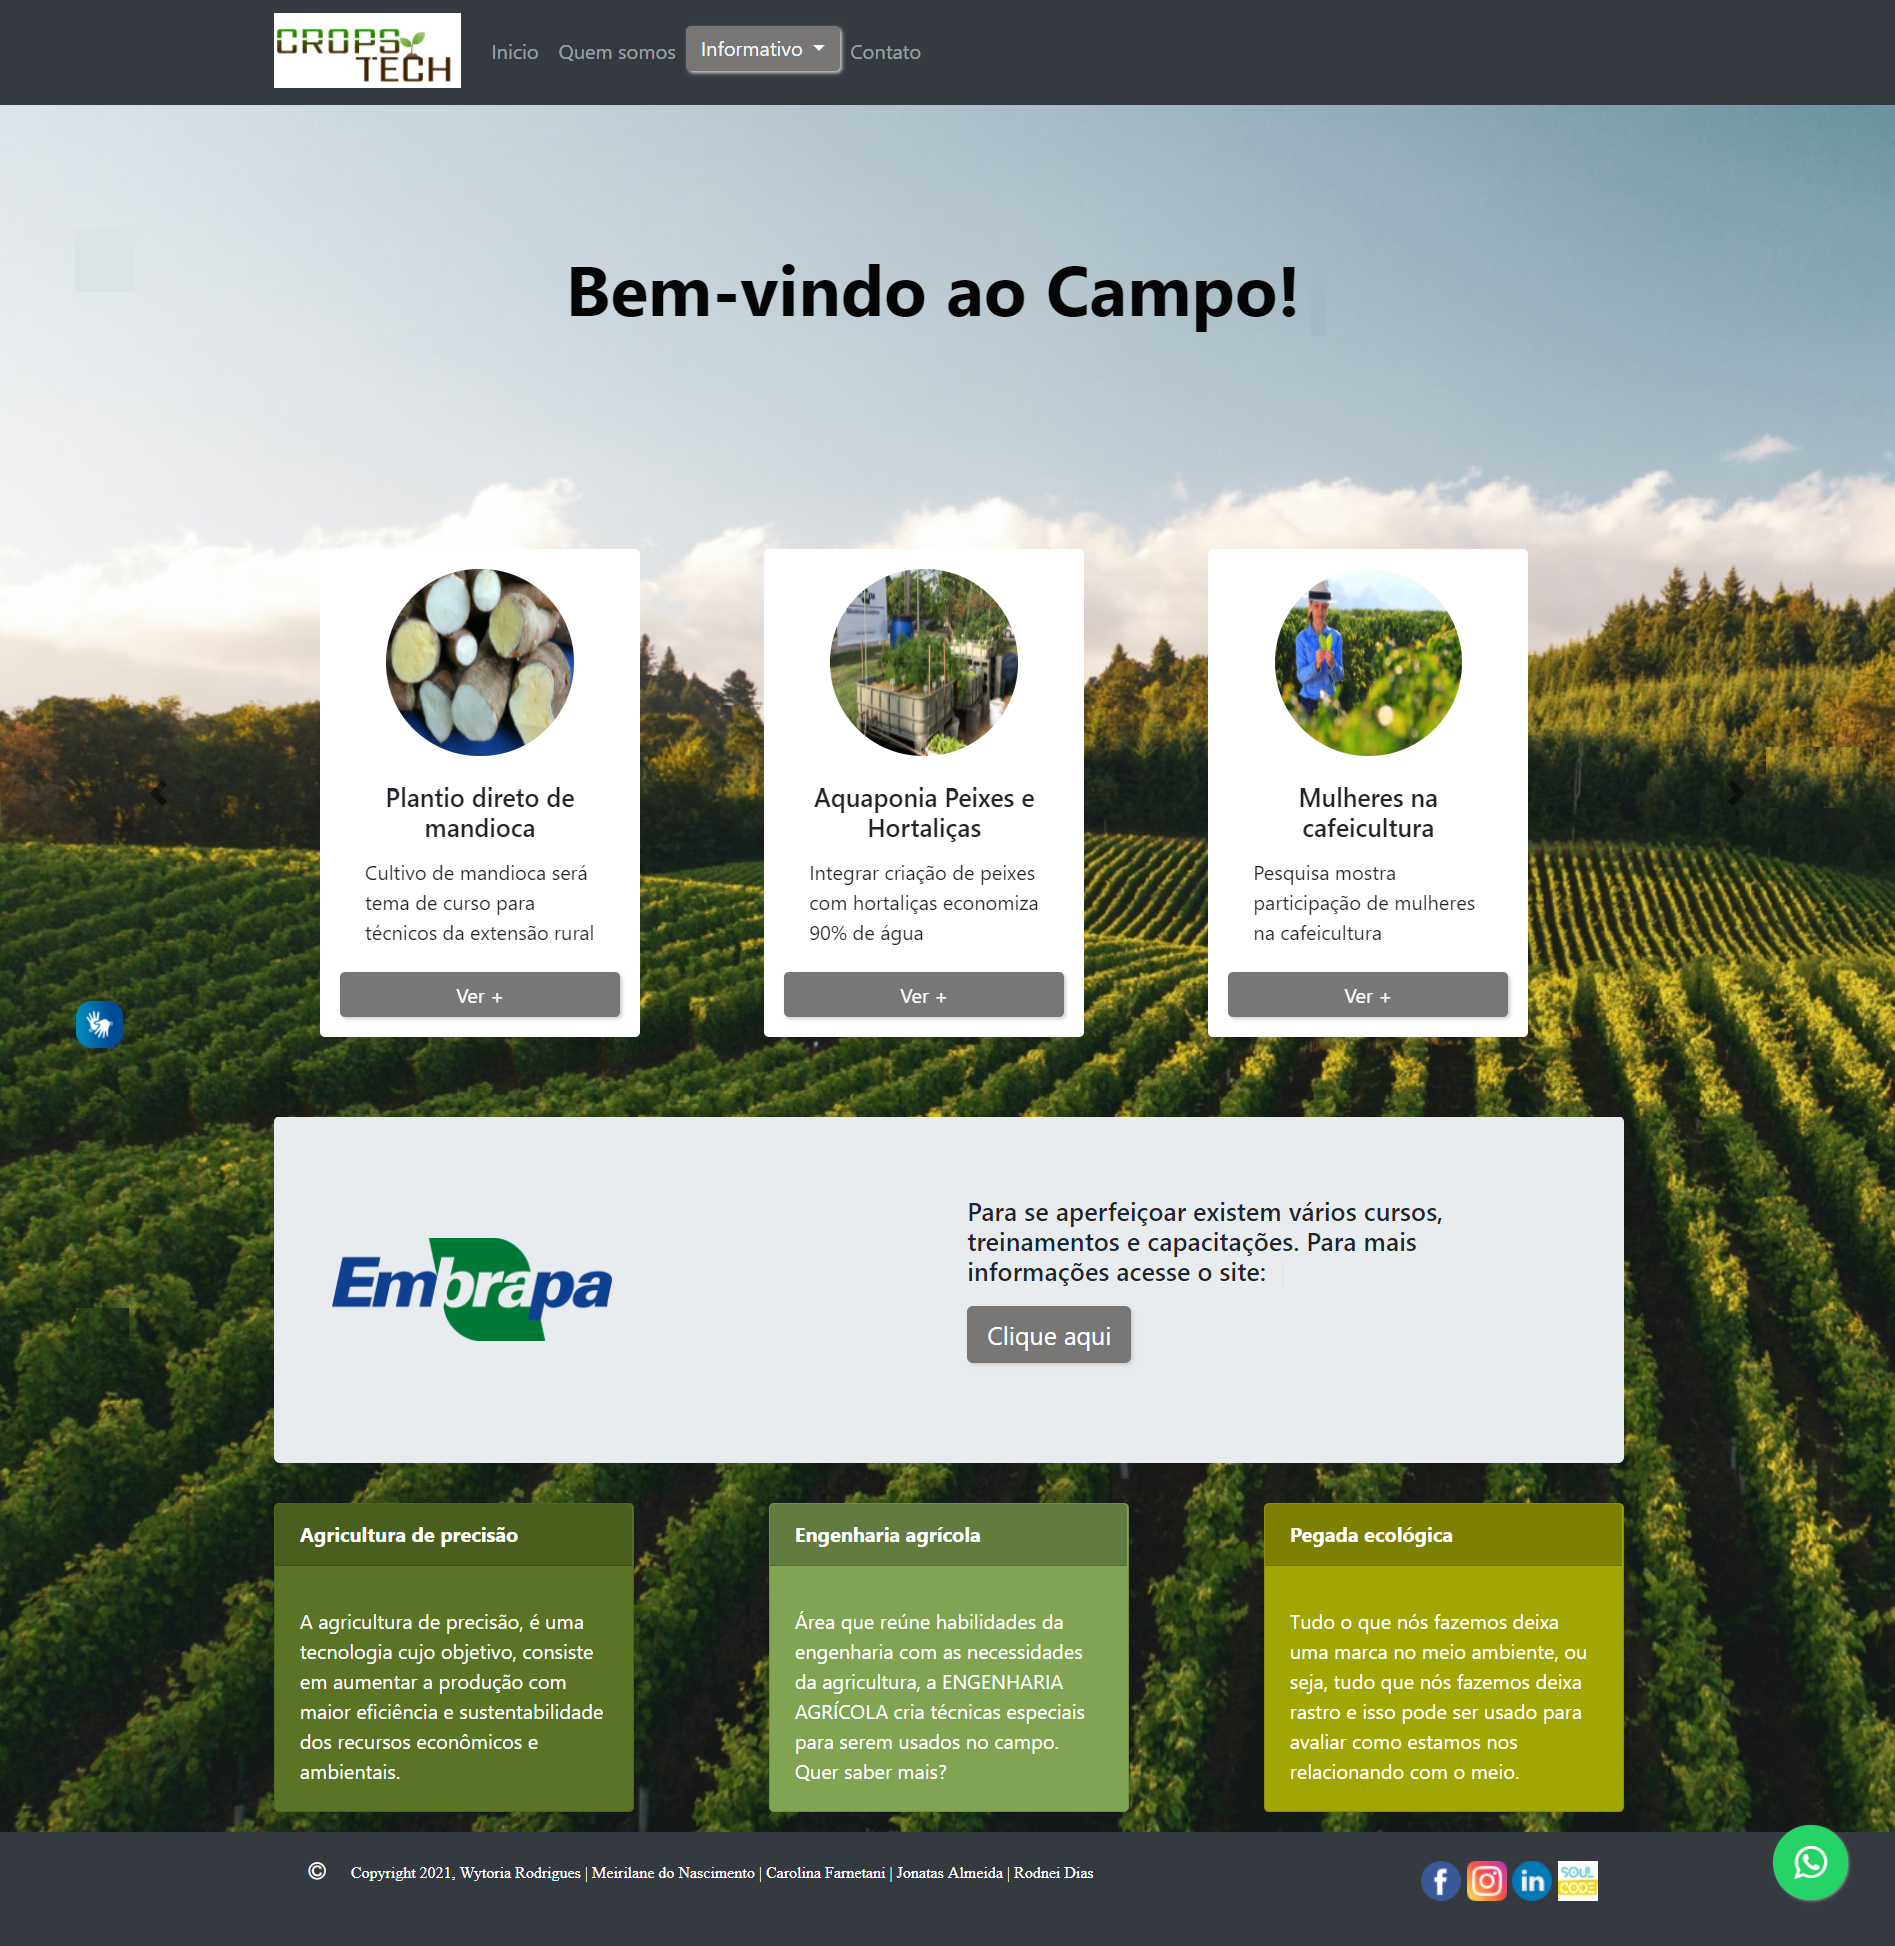 CROPS
TECH
Inicio
Quem somos
Informativo
Contato
Bem-vindo ao Campo!
Plantio direto de
mandioca
Cultivo de mandioca será
tema de curso para
técnicos da extensão rural
Ver +
Aquaponia Peixes e
Hortaliças
Integrar criação de peixes
com hortaliças economiza
90% de água
Ver +
Mulheres na
cafeicultura
Pesquisa mostra
participação de mulheres
na cafeicultura
Ver +
Embrapa
Para se aperfeiçoar existem vários cursos,
treinamentos e capacitações. Para mais
informações acesse o site:
Clique aqui
Agricultura de precisão
A agricultura de precisão, é uma
tecnologia cujo objetivo, consiste
em aumentar a produção com
maior eficiência e sustentabilidade
dos recursos econômicos e
ambientais.
Engenharia agrícola
Área que reúne habilidades da
engenharia com as necessidades
da agricultura, a ENGENHARIA
AGRÍCOLA cria técnicas especiais
para serem usados no campo.
Quer saber mais?
Pegada ecológica
Tudo o que nós fazemos deixa
uma marca no meio ambiente, ou
seja, tudo que nós fazemos deixa
rastro e isso pode ser usado para
avaliar como estamos nos
relacionando com o meio.
© Copyright 2021, Wytoria Rodrigues | Meirilane do Nascimento | Carolina Farnetani | Jonatas Almeida | Rodnei Dias
f
in
SOUL
CODE